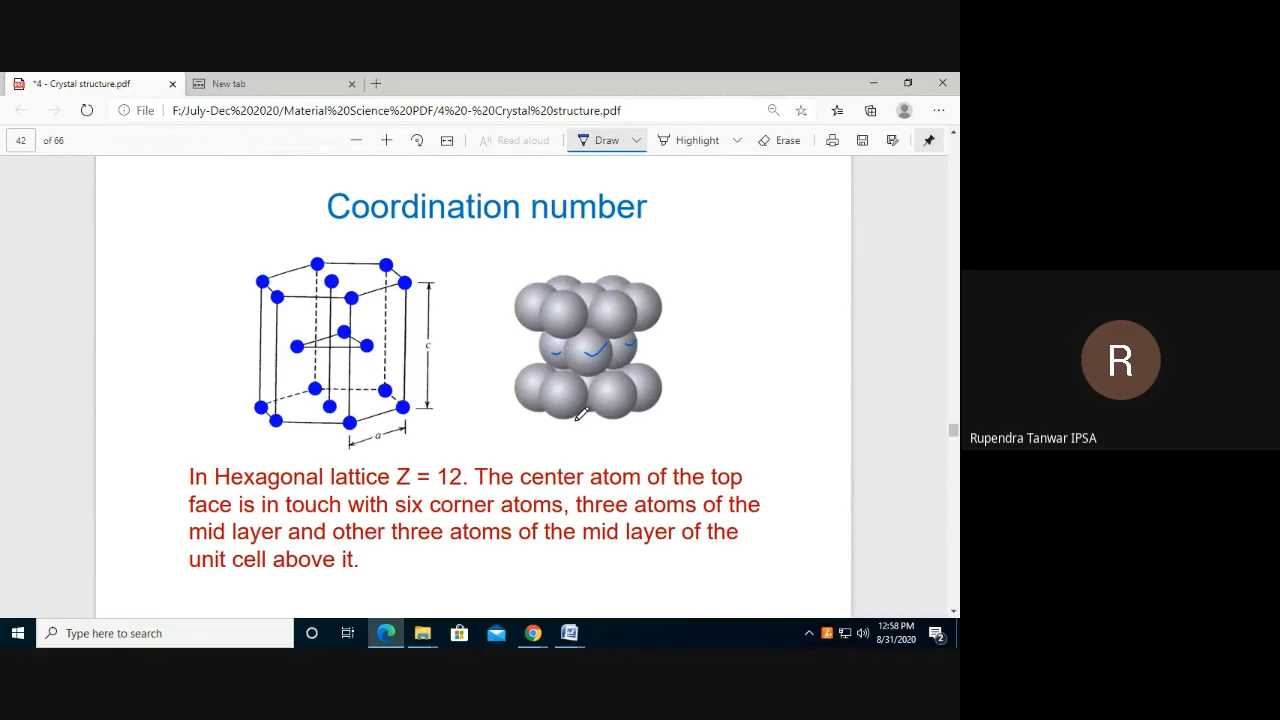 *4 - Crystal structure.pdf
New tab
File
F:/July-Dec%202020/Material%20Science%20PDF/4%20-%20Crystal%20structure.pdf
42 of 66
Read aloud
Draw
Highlight
Erase
Coordination number
c
a
In Hexagonal lattice Z = 12. The center atom of the top
face is in touch with six corner atoms, three atoms of the
mid layer and other three atoms of the mid layer of the
unit cell above it.
R
Rupendra Tanwar IPSA
Type here to search
12:58 PM
8/31/2020
2